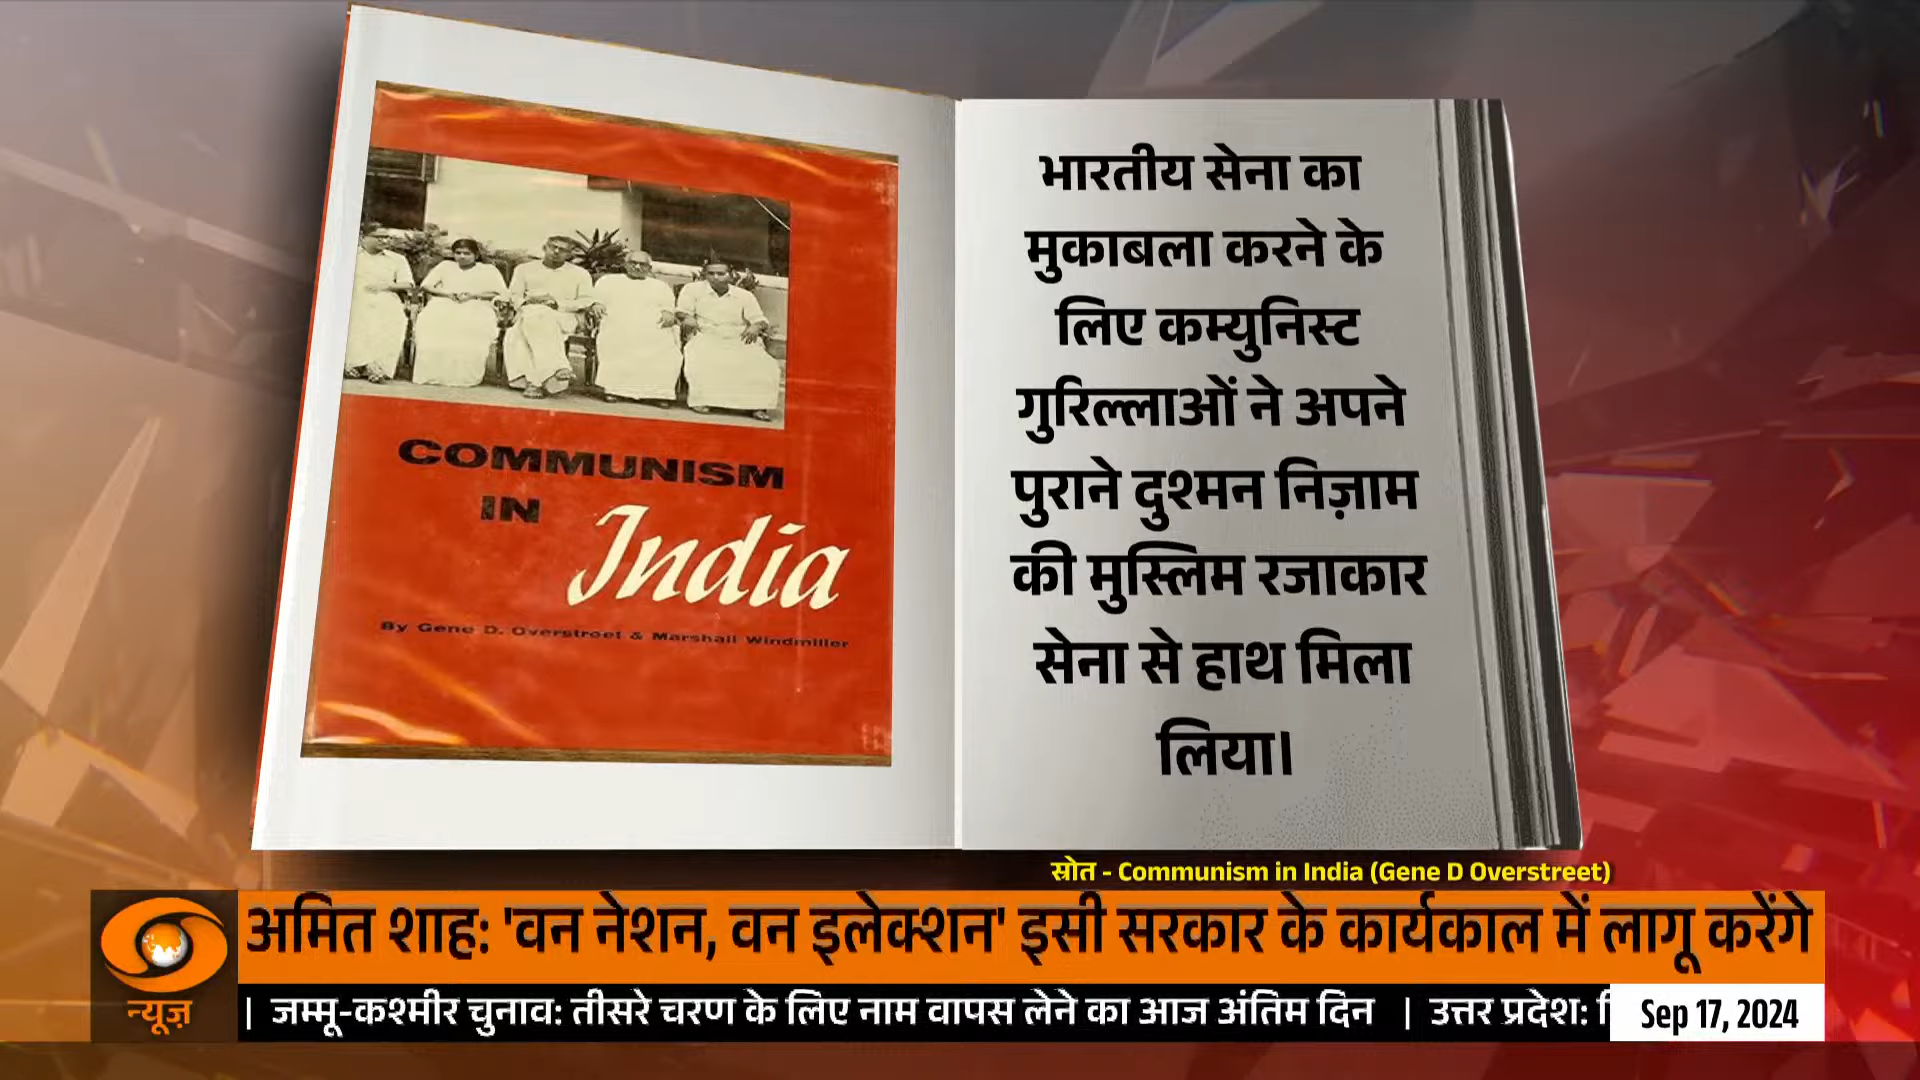 COMMUNISM
IN
India
By Gene D. Overstreet & Marshall Windmiller
भारतीय सेना का
मुकाबला करने के
लिए कम्युनिस्ट
गुरिल्लाओं ने अपने
पुराने दुश्मन निज़ाम
की मुस्लिम रजाकार
सेना से हाथ मिला
लिया।
स्रोत - Communism in India (Gene D Overstreet)
अमित शाह: 'वन नेशन, वन इलेक्शन' इसी सरकार के कार्यकाल में लागू करेंगे
न्यूज़
| जम्मू-कश्मीर चुनाव: तीसरे चरण के लिए नाम वापस लेने का आज अंतिम दिन | उत्तर प्रदेश:
Sep 17, 2024